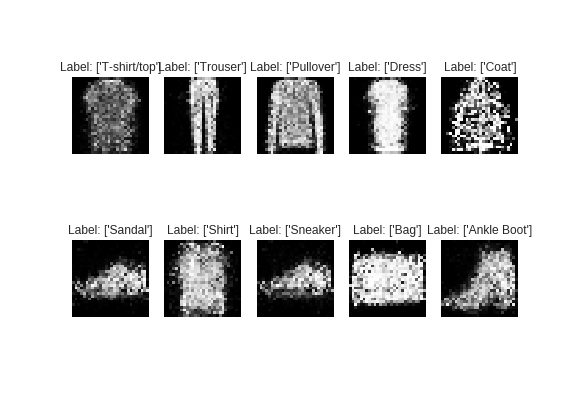 Label: ['T-shirt/top'] Label: ['Trouser'] Label: ['Pullover'] Label: ['Dress'] Label: ['Coat']
Label: ['Sandal'] Label: ['Shirt'] Label: ['Sneaker'] Label: ['Bag'] Label: ['Ankle Boot']